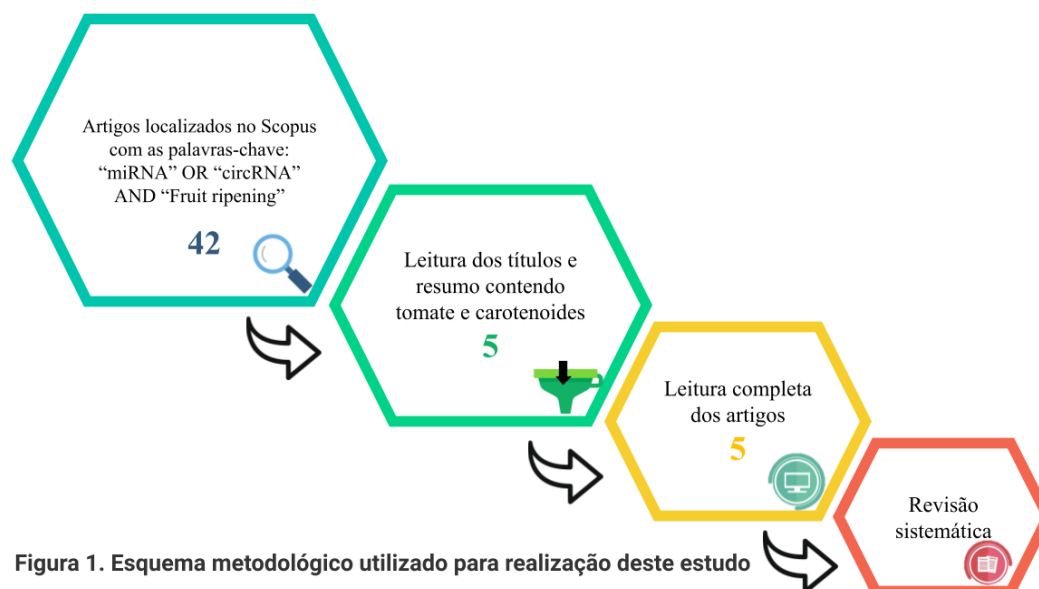 Artigos localizados no Scopus
com as palavras-chave:
“miRNA” OR “circRNA”
AND “Fruit ripening”
42
Leitura dos títulos e
resumo contendo
tomate e carotenoides
5
Leitura completa
dos artigos
5
Revisão
sistemática
Figura 1. Esquema metodológico utilizado para realização deste estudo